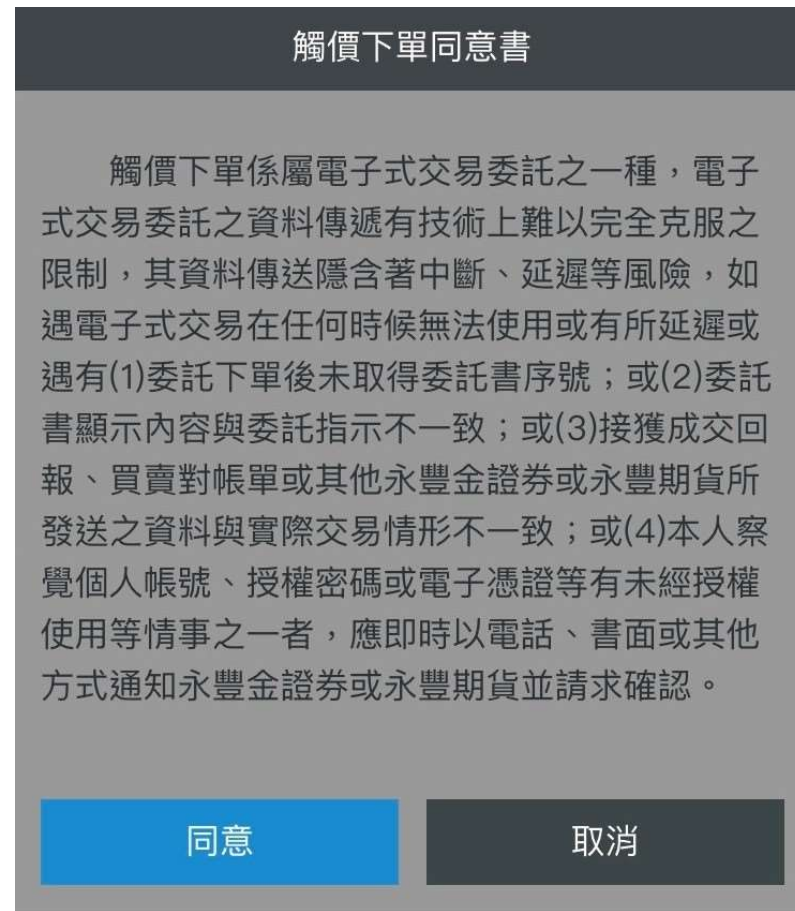 觸價下單同意書
觸價下單係屬電子式交易委託之一種，電子
式交易委託之資料傳遞有技術上難以完全克服之
限制，其資料傳送隱含著中斷、延遲等風險，如
遇電子式交易在任何時候無法使用或有所延遲或
遇有(1)委託下單後未取得委託書序號；或(2)委託
書顯示內容與委託指示不一致；或(3)接獲成交回
報、買賣對帳單或其他永豐金證券或永豐期貨所
發送之資料與實際交易情形不一致；或(4)本人察
覺個人帳號、授權密碼或電子憑證等有未經授權
使用等情事之一者，應即時以電話、書面或其他
方式通知永豐金證券或永豐期貨並請求確認。
同意
取消